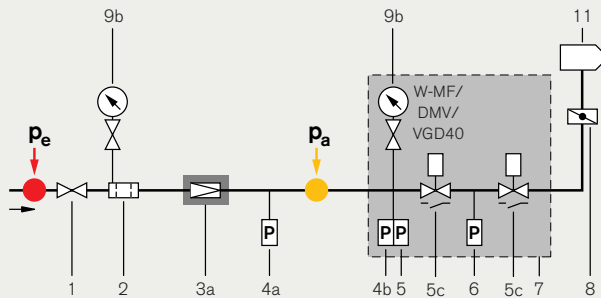 9b 9b 11
W-MF/
DMV/
VGD40
pe pa
P P P P
1 2 3a 4a 4b 5 5c 6 5c 7 8